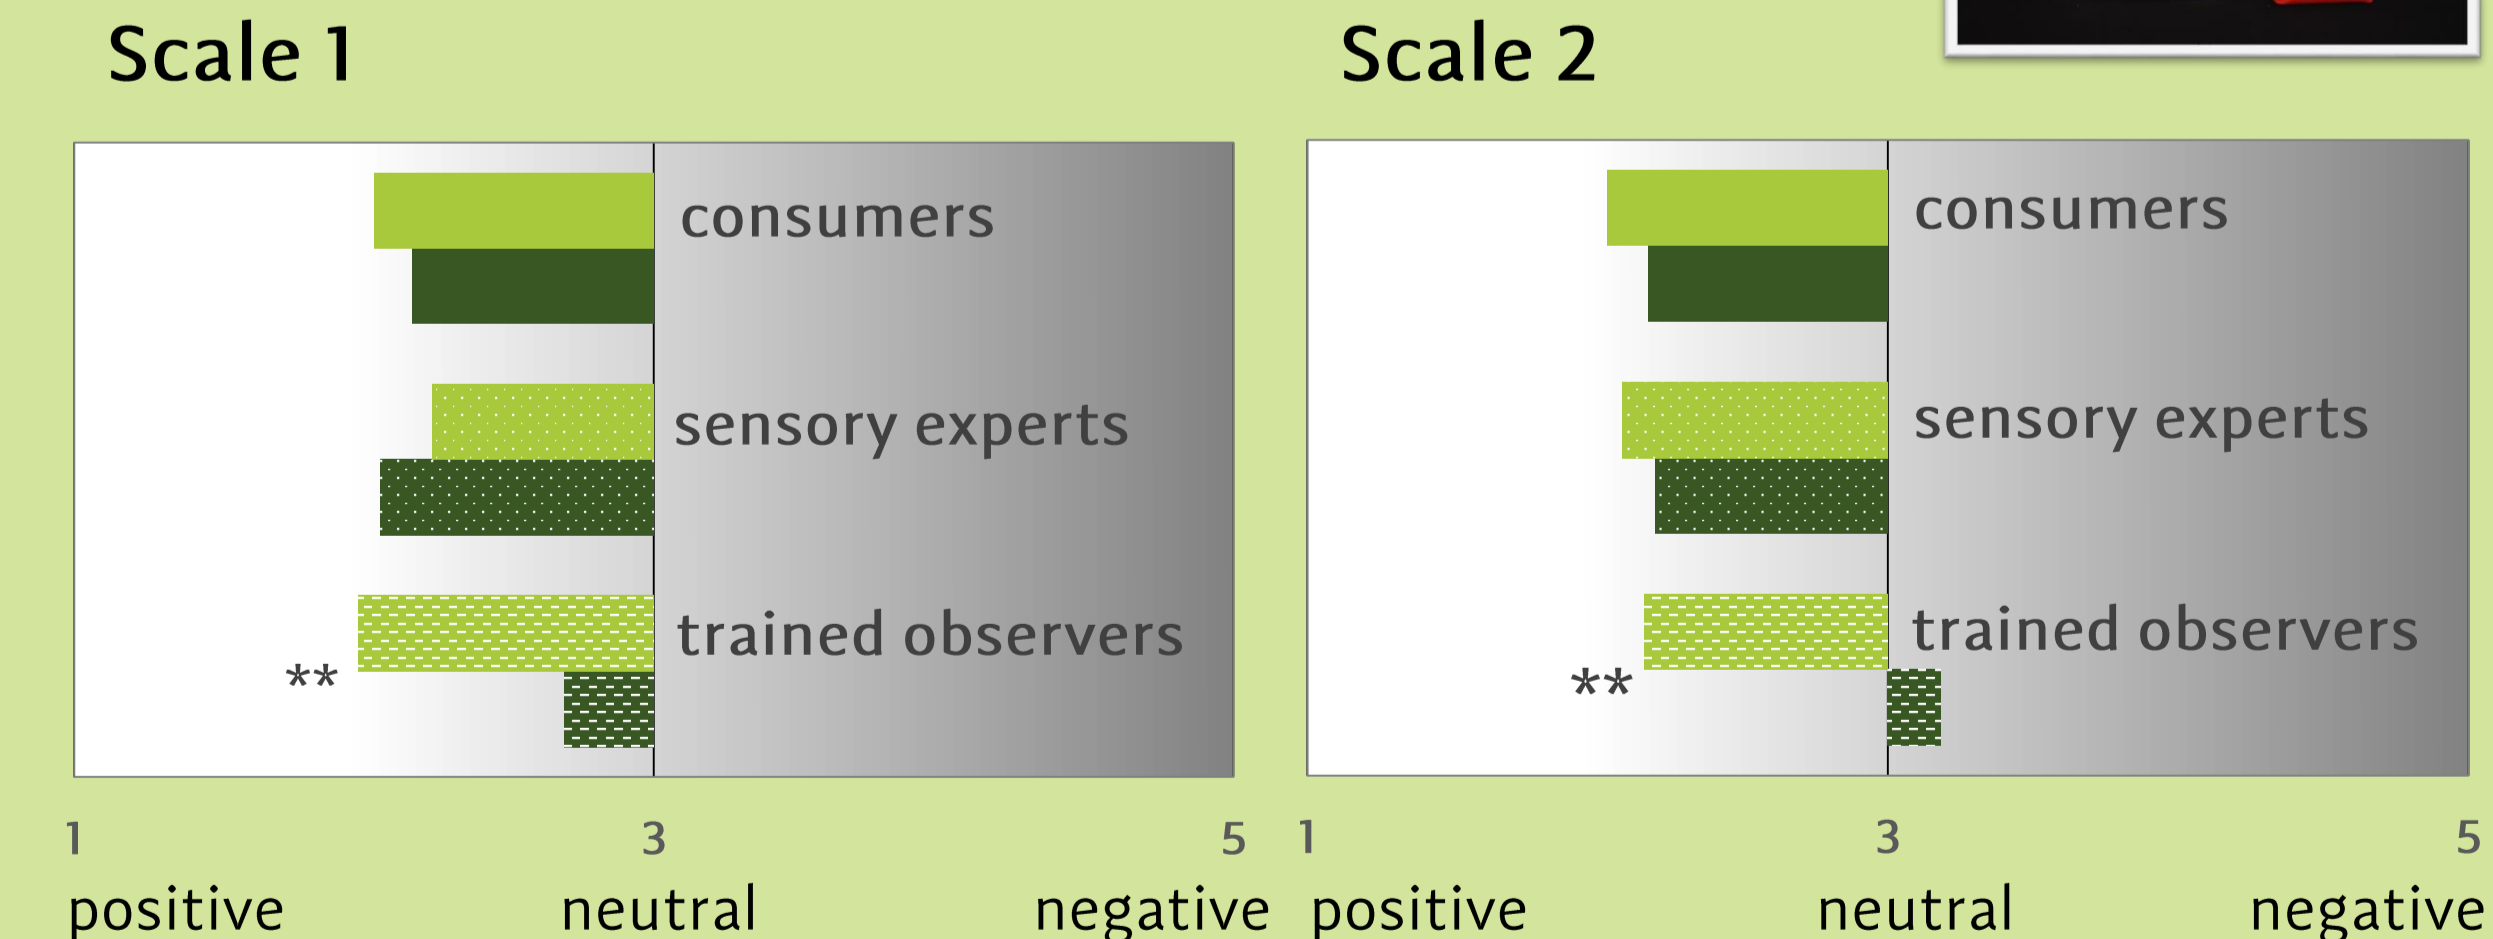 Scale 1
consumers
sensory experts
trained observers
**
1 3 5
positive neutral negative
Scale 2
consumers
sensory experts
trained observers
**
1 3 5
positive neutral negative